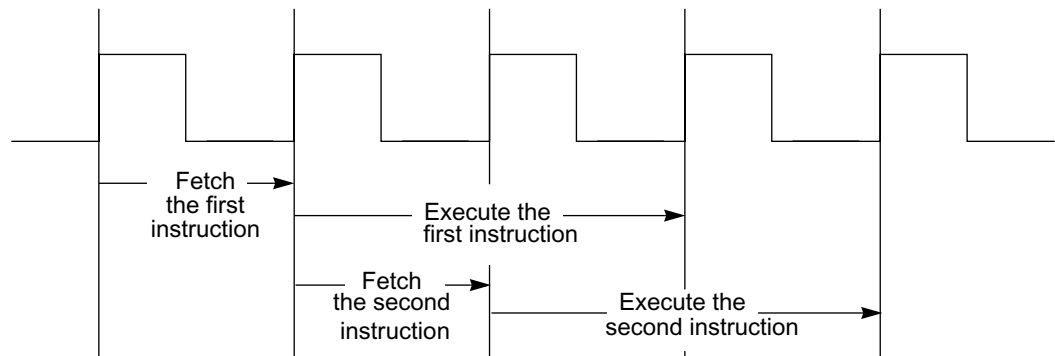 Fetch
the first
instruction
Execute the
first instruction
Fetch
the second
instruction
Execute the
second instruction